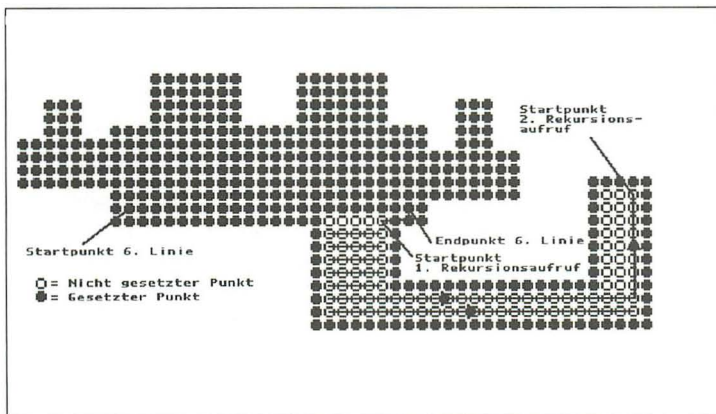 Startpunkt
2. Rekursions-
aufruf
Startpunkt 6. Linie
Endpunkt 6. Linie
Startpunkt
1. Rekursionsaufruf
= Nicht gesetzter Punkt
= Gesetzter Punkt